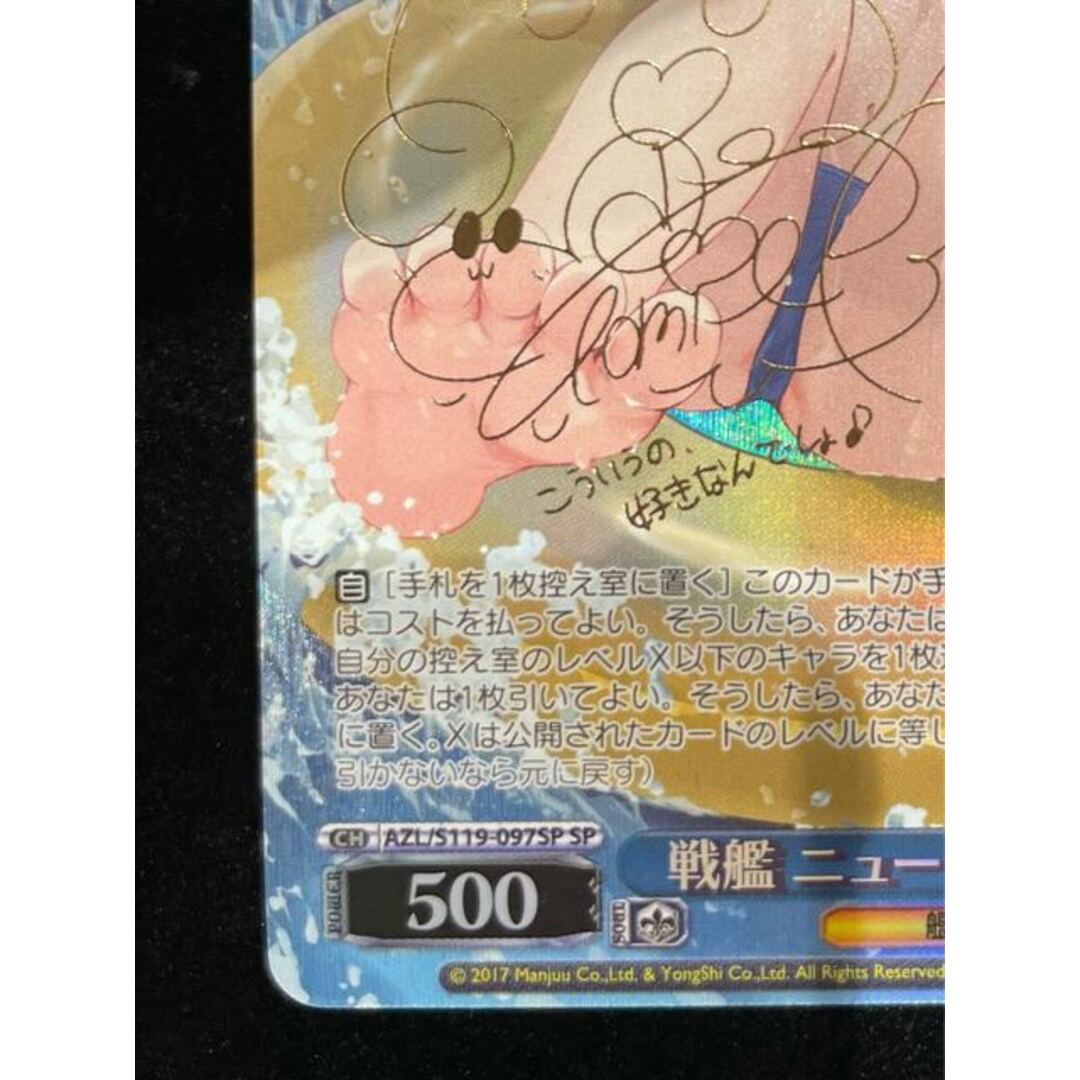 こういうの、
好きなんでしょ♪
自 [手札を1枚控え室に置く] このカードが手
はコストを払ってよい。そうしたら、あなたは
自分の控え室のレベルX以下のキャラを1枚
あなたは1枚引いてよい。そうしたら、あなた
に置く。Xは公開されたカードのレベルに等し
引かないなら元に戻す)
CH AZL/S119-097SP SP
戦艦 ニュー
POWER 500 SOUL
© 2017 Manjuu Co.,Ltd. & YongShi Co.,Ltd. All Rights Reserved